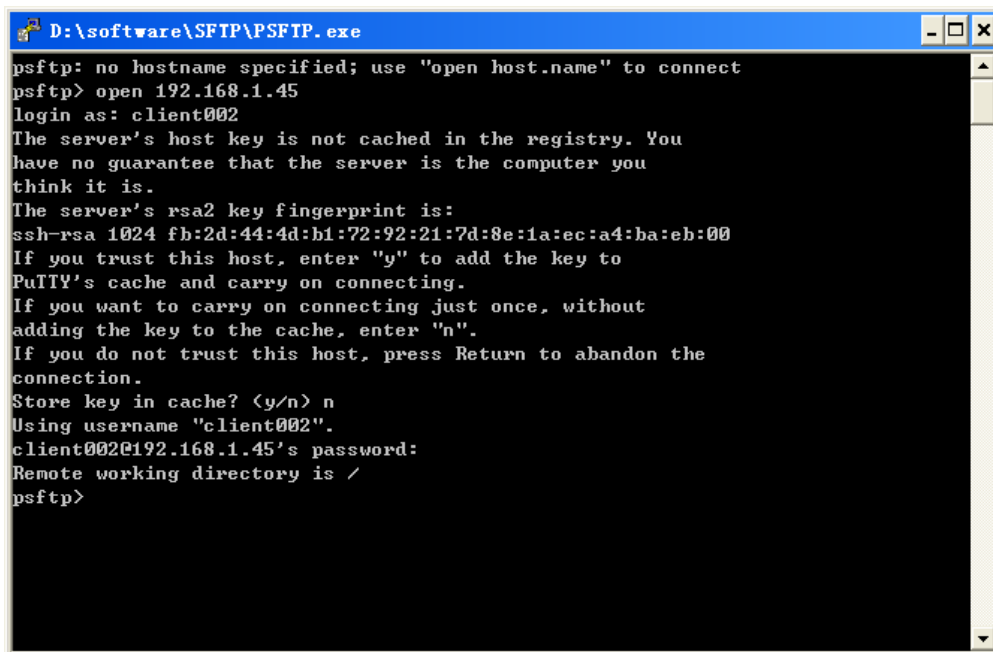 D:\software\SFTP\PSFTP.exe
psftp: no hostname specified; use "open host.name" to connect
psftp> open 192.168.1.45
login as: client002
The server's host key is not cached in the registry. You
have no guarantee that the server is the computer you
think it is.
The server's rsa2 key fingerprint is:
ssh-rsa 1024 fb:2d:44:4d:b1:72:92:21:7d:8e:1a:ec:a4:ba:eb:00
If you trust this host, enter "y" to add the key to
PuTTY's cache and carry on connecting.
If you want to carry on connecting just once, without
adding the key to the cache, enter "n".
If you do not trust this host, press Return to abandon the
connection.
Store key in cache? (y/n) n
Using username "client002".
client002@192.168.1.45's password:
Remote working directory is /
psftp>